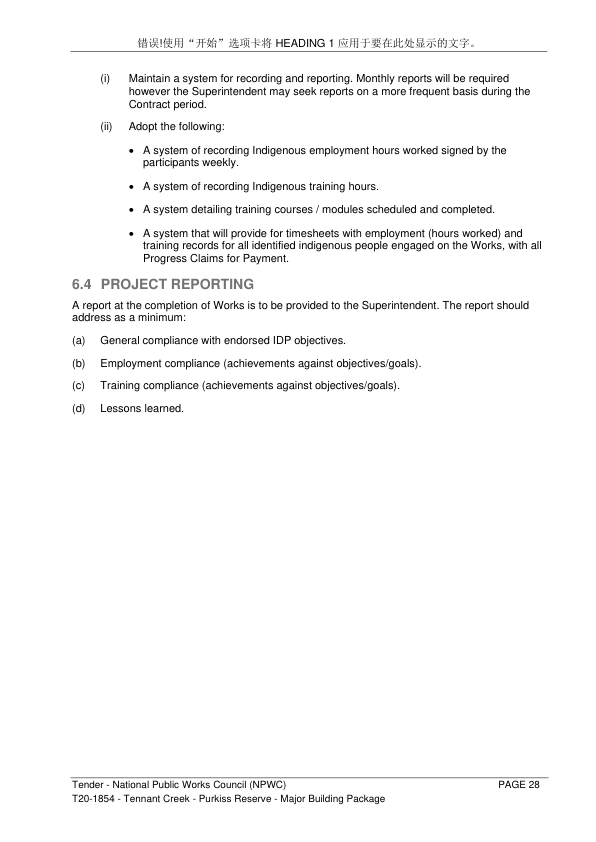 错误!使用“开始”选项卡将 HEADING 1 应用于要在此处显示的文字。
(i) Maintain a system for recording and reporting. Monthly reports will be required
however the Superintendent may seek reports on a more frequent basis during the
Contract period.
(ii) Adopt the following:
• A system of recording Indigenous employment hours worked signed by the
participants weekly.
• A system of recording Indigenous training hours.
• A system detailing training courses / modules scheduled and completed.
• A system that will provide for timesheets with employment (hours worked) and
training records for all identified indigenous people engaged on the Works, with all
Progress Claims for Payment.
6.4 PROJECT REPORTING
A report at the completion of Works is to be provided to the Superintendent. The report should
address as a minimum:
(a) General compliance with endorsed IDP objectives.
(b) Employment compliance (achievements against objectives/goals).
(c) Training compliance (achievements against objectives/goals).
(d) Lessons learned.
Tender - National Public Works Council (NPWC) PAGE 28
T20-1854 - Tennant Creek - Purkiss Reserve - Major Building Package